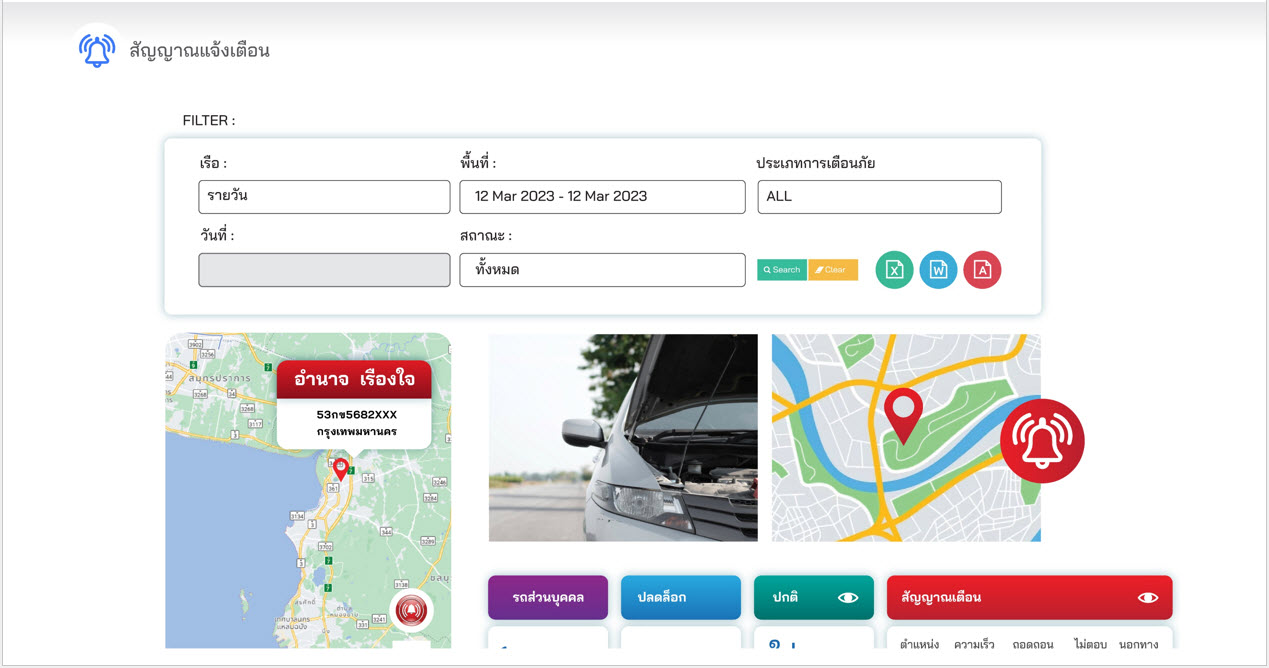 สัญญาณแจ้งเตือน
FILTER :
เรือ : พื้นที่ : ประเภทการเตือนภัย
รายวัน 12 Mar 2023 - 12 Mar 2023 ALL
วันที่ : สถาณะ :
ทั้งหมด Search Clear
อำนาจ เรืองใจ
53กข5682XXX
กรุงเทพมหานคร
สมุทรปราการ
รถส่วนบุคคล ปลดล็อก ปกติ สัญญาณเตือน
ตำแหน่ง ความเร็ว ถอดถอน ไม่ตอบ นอกทาง